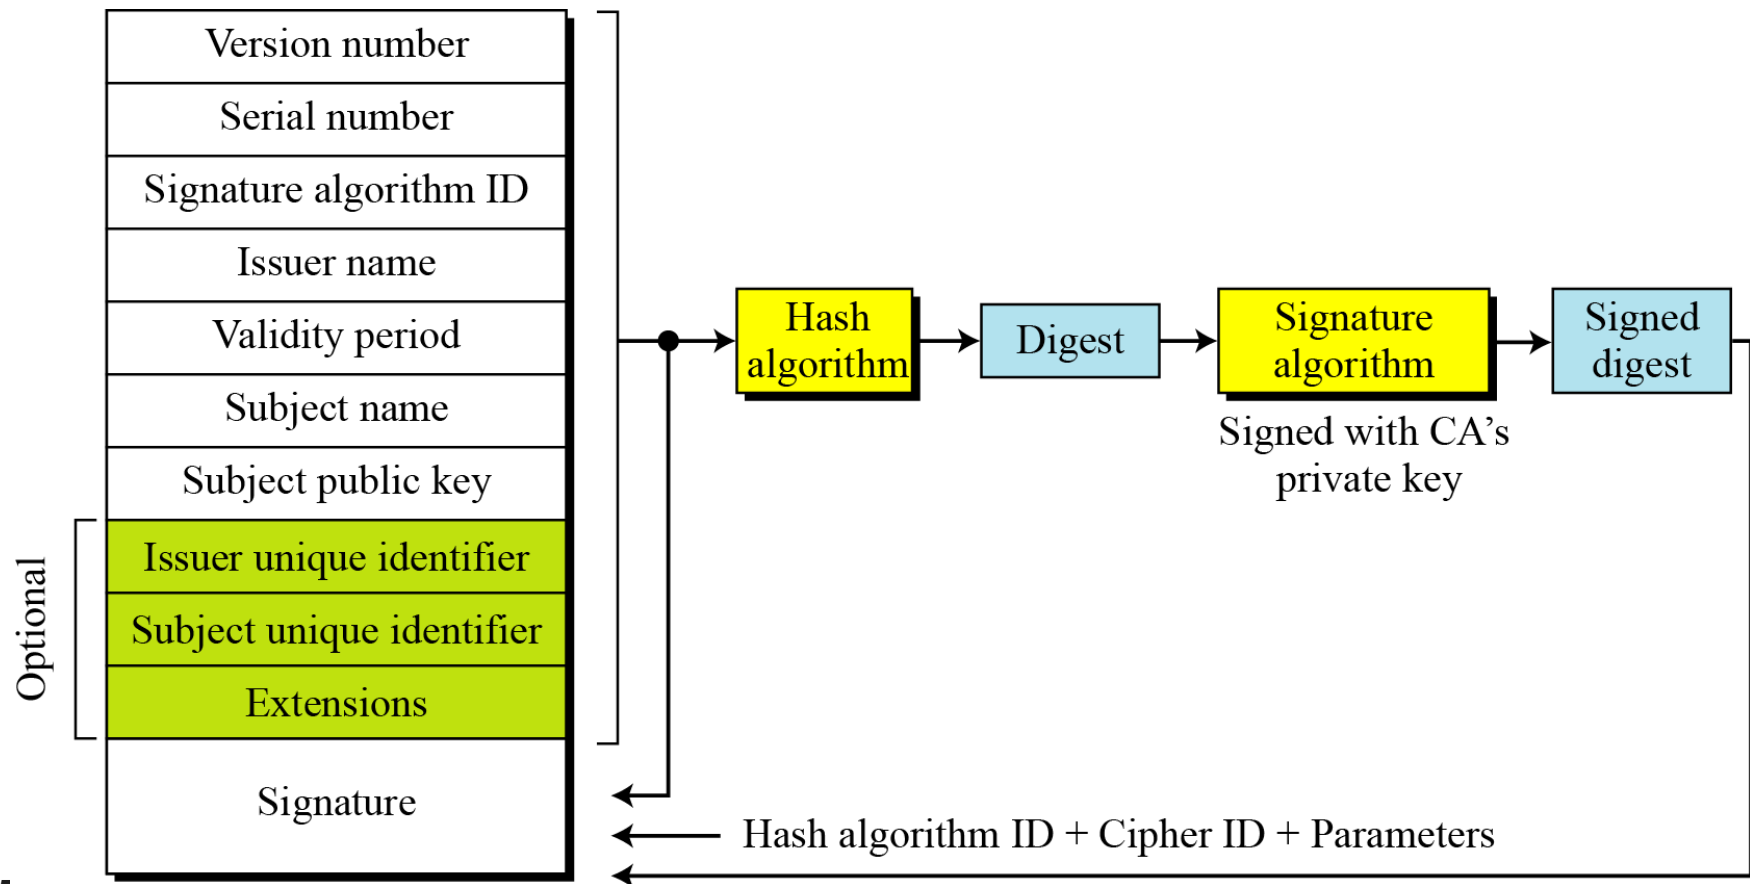 Version number
Serial number
Signature algorithm ID
Issuer name
Validity period
Subject name
Subject public key
Optional
Issuer unique identifier
Subject unique identifier
Extensions
Signature
Hash
algorithm
Digest
Signature
algorithm
Signed with CA’s
private key
Signed
digest
Hash algorithm ID + Cipher ID + Parameters